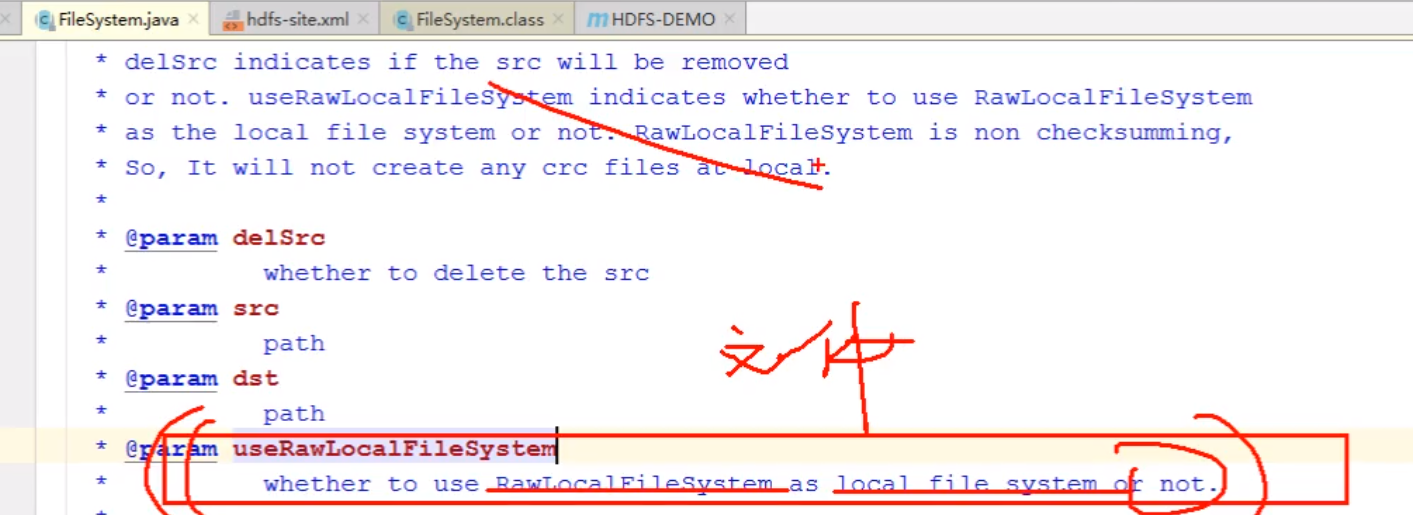 FileSystem.java hdfs-site.xml FileSystem.class HDFS-DEMO
* delSrc indicates if the src will be removed
* or not. useRawLocalFileSystem indicates whether to use RawLocalFileSystem
* as the local file system or not. RawLocalFileSystem is non checksumming,
* So, It will not create any crc files at local.
*
* @param delSrc
* whether to delete the src
* @param src
* path
* @param dst
* path
* @param useRawLocalFileSystem
* whether to use RawLocalFileSystem as local file system or not.
*